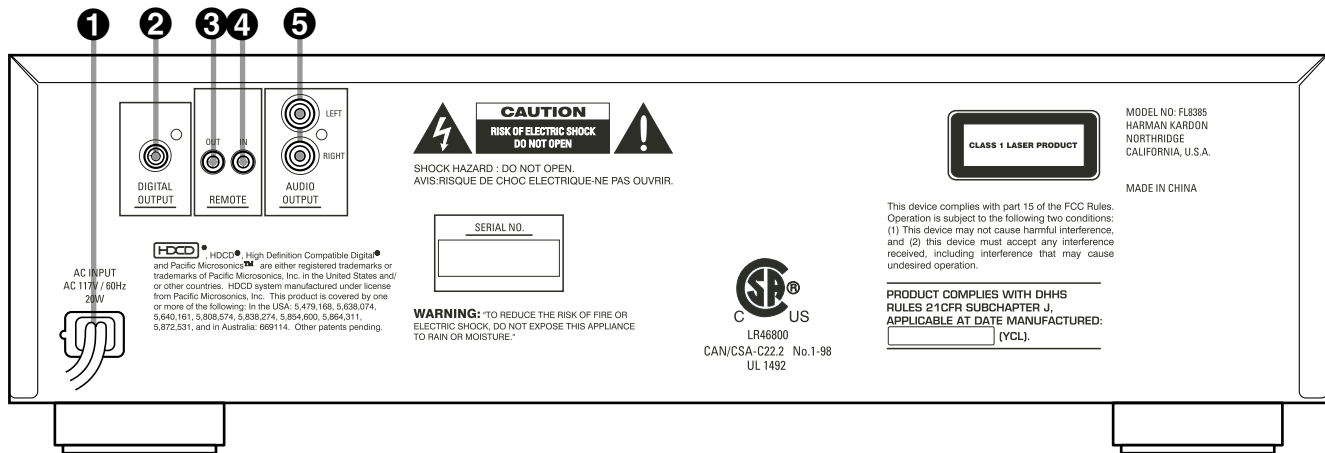 1 2 3 4 5
LEFT
RIGHT
OUT IN
DIGITAL
OUTPUT
REMOTE
AUDIO
OUTPUT
HDCD®, HDCD®, High Definition Compatible Digital®
and Pacific Microsonics™ are either registered trademarks or
trademarks of Pacific Microsonics, Inc. in the United States and/
or other countries. HDCD system manufactured under license
from Pacific Microsonics, Inc. This product is covered by one
or more of the following: In the USA: 5,479,168, 5,638,074,
5,640,161, 5,808,574, 5,838,274, 5,854,600, 5,864,311,
5,872,531, and in Australia: 669114. Other patents pending.
AC INPUT
AC 117V / 60Hz
20W
CAUTION
RISK OF ELECTRIC SHOCK
DO NOT OPEN
SHOCK HAZARD : DO NOT OPEN.
AVIS:RISQUE DE CHOC ELECTRIQUE-NE PAS OUVRIR.
SERIAL NO.
WARNING: "TO REDUCE THE RISK OF FIRE OR
ELECTRIC SHOCK, DO NOT EXPOSE THIS APPLIANCE
TO RAIN OR MOISTURE."
SA®
C US
LR46800
CAN/CSA-C22.2 No.1-98
UL 1492
CLASS 1 LASER PRODUCT
This device complies with part 15 of the FCC Rules.
Operation is subject to the following two conditions:
(1) This device may not cause harmful interference,
and (2) this device must accept any interference
received, including interference that may cause
undesired operation.
PRODUCT COMPLIES WITH DHHS
RULES 21CFR SUBCHAPTER J,
APPLICABLE AT DATE MANUFACTURED:
(YCL).
MODEL NO: FL8385
HARMAN KARDON
NORTHRIDGE
CALIFORNIA, U.S.A.
MADE IN CHINA